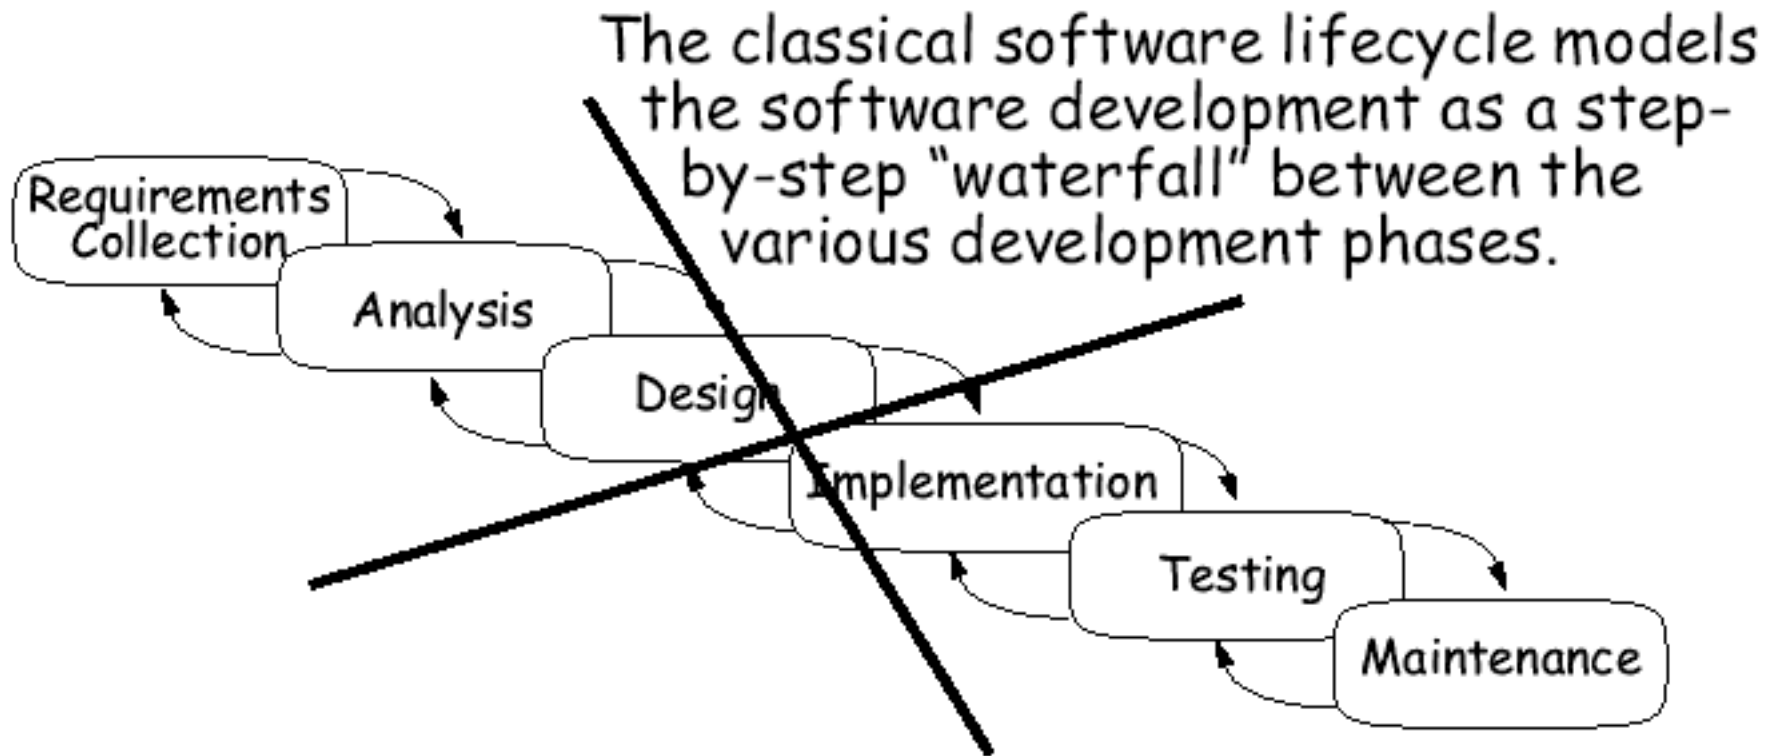 The classical software lifecycle models
the software development as a step-
by-step “waterfall” between the
various development phases.
Requirements
Collection
Analysis
Design
Implementation
Testing
Maintenance